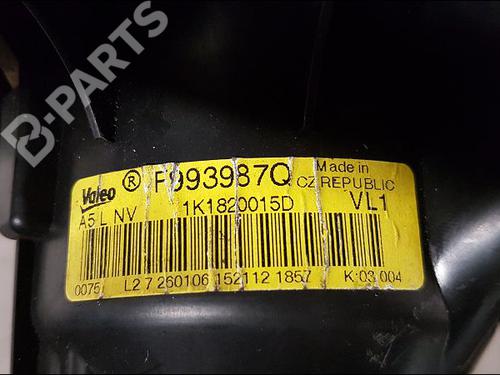 B-PARTS
Valeo ® F993987Q Made in
CZ REPUBLIC
A5 L NV 1K1820015D VL1
0075 L2 7 260106 152112 1857 K:03 004